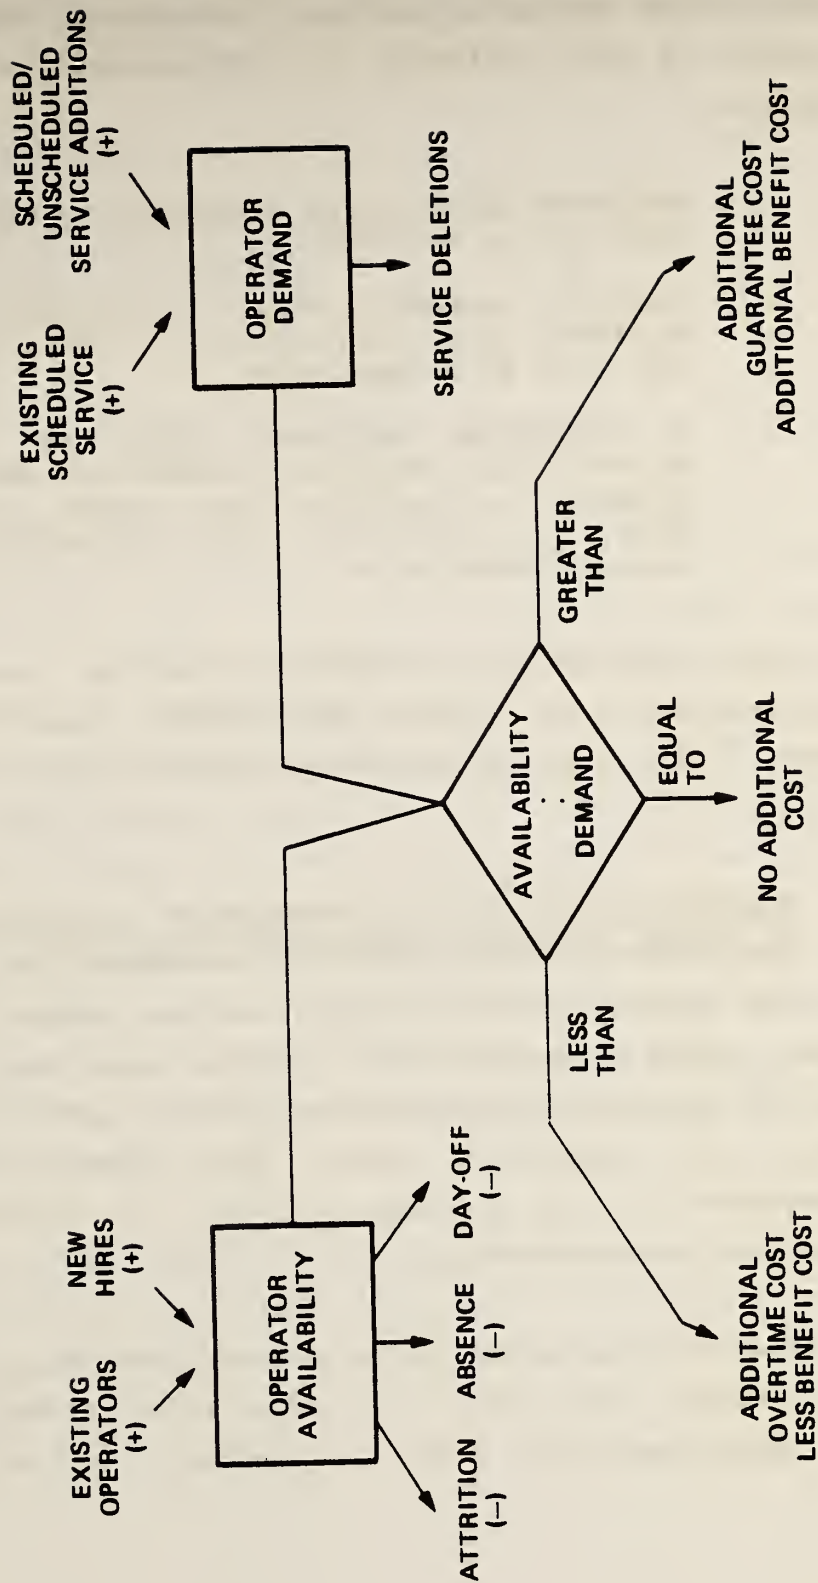 EXISTING
OPERATORS
(+)
NEW
HIRES
(+)
OPERATOR
AVAILABILITY
ATTRITION
(−)
ABSENCE
(−)
DAY-OFF
(−)
EXISTING
SCHEDULED
SERVICE
(+)
SCHEDULED/
UNSCHEDULED
SERVICE ADDITIONS
(+)
OPERATOR
DEMAND
SERVICE DELETIONS
AVAILABILITY
:
DEMAND
LESS
THAN
EQUAL
TO
GREATER
THAN
ADDITIONAL
OVERTIME COST
LESS BENEFIT COST
NO ADDITIONAL
COST
ADDITIONAL
GUARANTEE COST
ADDITIONAL BENEFIT COST